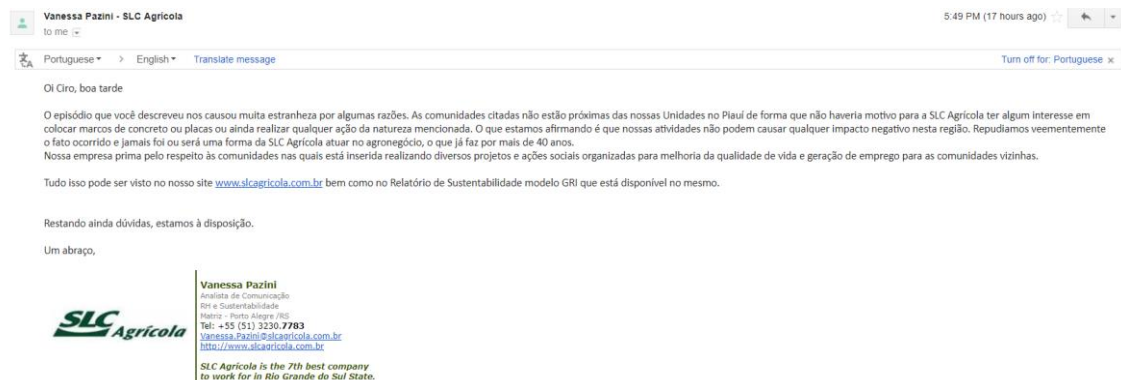 Vanessa Pazini - SLC Agrícola
5:49 PM (17 hours ago)
to me
Portuguese > English Translate message
Turn off for: Portuguese x
Oi Ciro, boa tarde
O episódio que você descreveu nos causou muita estranheza por algumas razões. As comunidades citadas não estão próximas das nossas Unidades no Piauí de forma que não haveria motivo para a SLC Agrícola ter algum interesse em
colocar marcos de concreto ou placas ou ainda realizar qualquer ação da natureza mencionada. O que estamos afirmando é que nossas atividades não podem causar qualquer impacto negativo nesta região. Repudiamos veementemente
o fato ocorrido e jamais foi ou será uma forma da SLC Agrícola atuar no agronegócio, o que já faz por mais de 40 anos.
Nossa empresa prima pelo respeito às comunidades nas quais está inserida realizando diversos projetos e ações sociais organizadas para melhoria da qualidade de vida e geração de emprego para as comunidades vizinhas.
Tudo isso pode ser visto no nosso site www.slcagricola.com.br bem como no Relatório de Sustentabilidade modelo GRI que está disponível no mesmo.
Restando ainda dúvidas, estamos à disposição.
Um abraço,
SLC Agrícola
Vanessa Pazini
Analista de Comunicação
RH e Sustentabilidade
Matriz - Porto Alegre /RS
Tel: +55 (51) 3230.7783
Vanessa.Pazini@slcagricola.com.br
http://www.slcagricola.com.br
SLC Agrícola is the 7th best company
to work for in Rio Grande do Sul State.